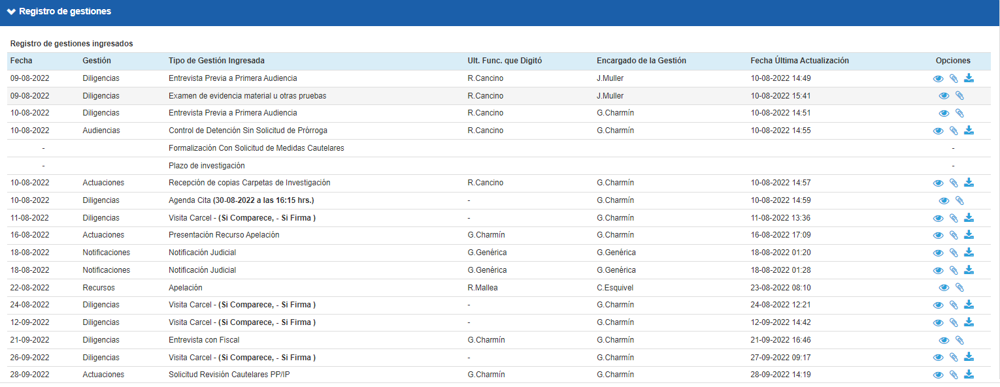 Registro de gestiones
Registro de gestiones ingresados
Fecha Gestión Tipo de Gestión Ingresada Ult. Func. que Digitó Encargado de la Gestión Fecha Última Actualización Opciones
09-08-2022 Diligencias Entrevista Previa a Primera Audiencia R.Cancino J.Muller 10-08-2022 14:49
09-08-2022 Diligencias Examen de evidencia material u otras pruebas R.Cancino J.Muller 10-08-2022 15:41
10-08-2022 Diligencias Entrevista Previa a Primera Audiencia R.Cancino G.Charmín 10-08-2022 14:51
10-08-2022 Audiencias Control de Detención Sin Solicitud de Prórroga R.Cancino G.Charmín 10-08-2022 14:55
- Formalización Con Solicitud de Medidas Cautelares -
- Plazo de investigación -
10-08-2022 Actuaciones Recepción de copias Carpetas de Investigación R.Cancino G.Charmín 10-08-2022 14:57
10-08-2022 Diligencias Agenda Cita (30-08-2022 a las 16:15 hrs.) - G.Charmín 10-08-2022 14:59
11-08-2022 Diligencias Visita Carcel - (Si Comparece, - Si Firma ) - G.Charmín 11-08-2022 13:36
16-08-2022 Actuaciones Presentación Recurso Apelación G.Charmín G.Charmín 16-08-2022 17:09
18-08-2022 Notificaciones Notificación Judicial G.Genérica G.Genérica 18-08-2022 01:20
18-08-2022 Notificaciones Notificación Judicial G.Genérica G.Genérica 18-08-2022 01:28
22-08-2022 Recursos Apelación R.Mallea C.Esquivel 23-08-2022 08:10
24-08-2022 Diligencias Visita Carcel - (Si Comparece, - Si Firma ) - G.Charmín 24-08-2022 12:21
12-09-2022 Diligencias Visita Carcel - (Si Comparece, - Si Firma ) - G.Charmín 12-09-2022 14:42
21-09-2022 Diligencias Entrevista con Fiscal G.Charmín G.Charmín 21-09-2022 16:46
26-09-2022 Diligencias Visita Carcel - (Si Comparece, - Si Firma ) - G.Charmín 27-09-2022 09:17
28-09-2022 Actuaciones Solicitud Revisión Cautelares PP/IP G.Charmín G.Charmín 28-09-2022 14:19